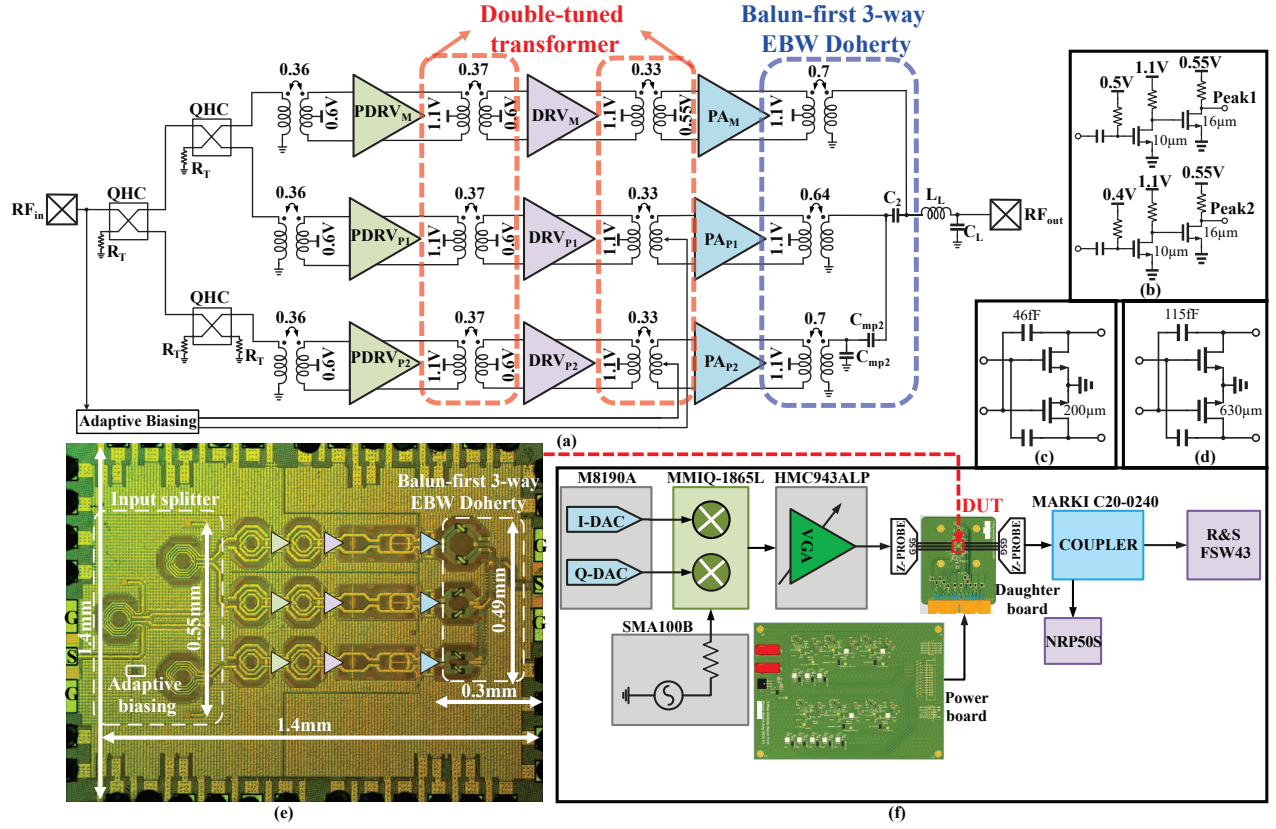 Double-tuned
transformer
Balun-first 3-way
EBW Doherty
0.36
0.37
0.33
0.7
QHC
R_T
0.6V
PDRV_M
1.1V
0.6V
DRV_M
1.1V
0.55V
PA_M
1.1V
QHC
RF_in
R_T
0.36
0.37
0.33
0.64
0.6V
PDRV_P1
1.1V
0.6V
DRV_P1
1.1V
PA_P1
1.1V
C_2
L_L
C_L
RF_out
QHC
R_T
R_T
0.36
0.37
0.33
0.7
0.6V
PDRV_P2
1.1V
0.6V
DRV_P2
1.1V
PA_P2
1.1V
C_mp2
C_mp2
Adaptive Biasing
(a)
0.5V
1.1V
0.55V
Peak1
10μm
16μm
0.4V
1.1V
0.55V
Peak2
10μm
16μm
(b)
46fF
200μm
(c)
115fF
630μm
(d)
Input splitter
Balun-first 3-way
EBW Doherty
1.4mm
0.55mm
0.49mm
G
S
G
G
S
G
Adaptive
biasing
0.3mm
1.4mm
(e)
M8190A
MMIQ-1865L
HMC943ALP
DUT
MARKI C20-0240
I-DAC
Q-DAC
VGA
Z-PROBE
GSG
GSG
Z-PROBE
COUPLER
R&S
FSW43
Daughter
board
NRP50S
SMA100B
Power
board
(f)